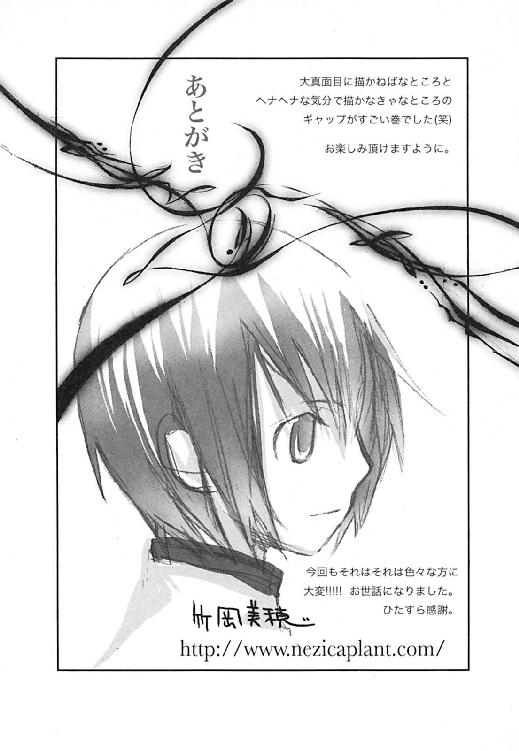 あとがき
大真面目に描かねばなところと
ヘナヘナな気分で描かなきゃなところの
ギャップがすごい巻でした(笑)
お楽しみ頂けますように。
今回もそれはそれは色々な方に
大変!!!!! お世話になりました。
ひたすら感謝。
竹岡美穂
http://www.nezicaplant.com/